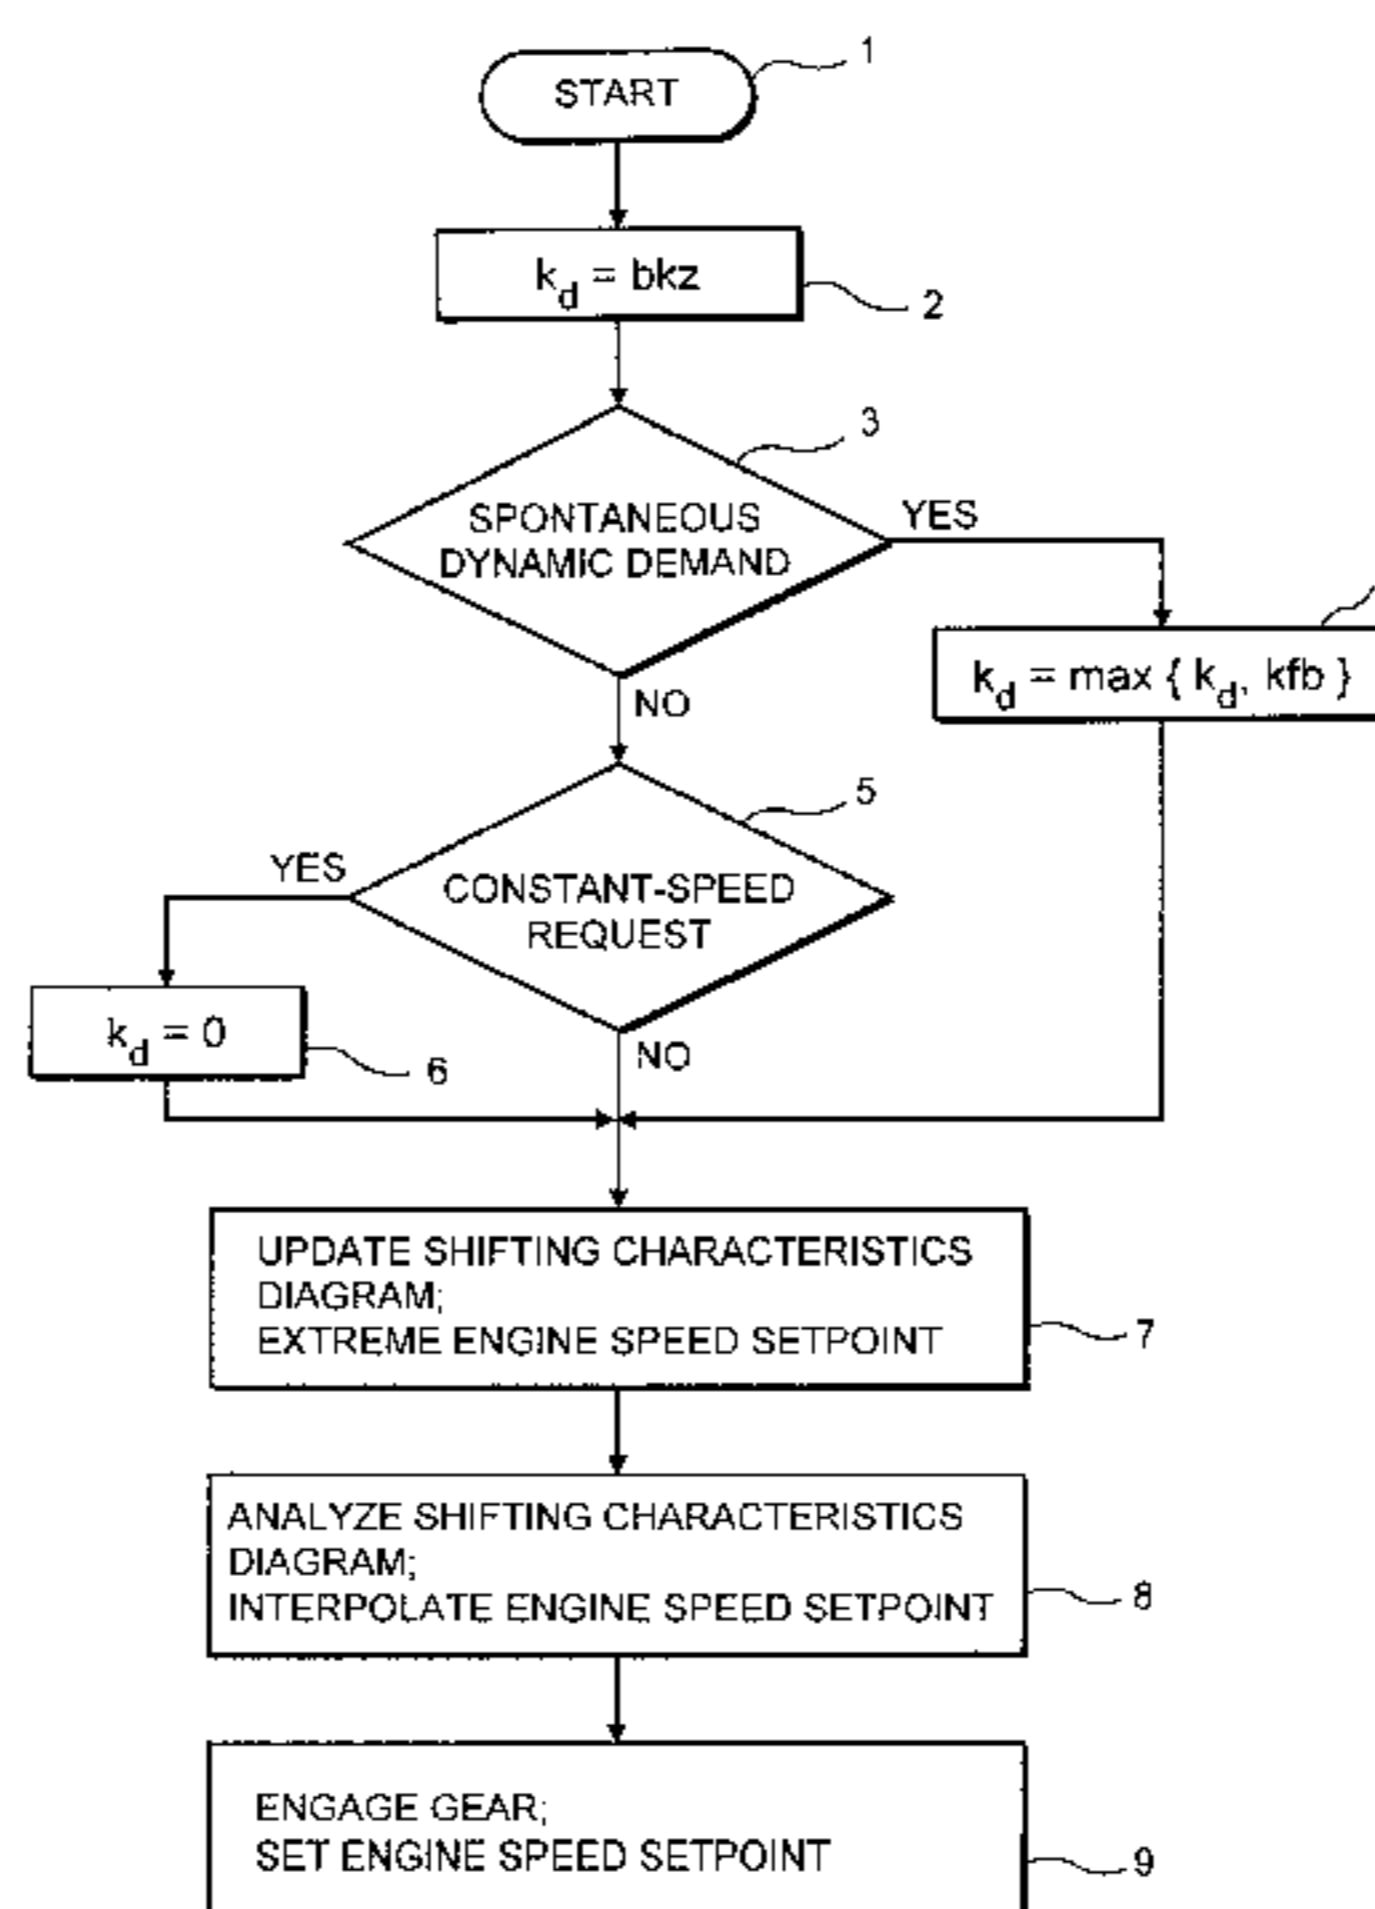 1
START
k_d = bkz
2
3
SPONTANEOUS
DYNAMIC DEMAND
YES
k_d = max { k_d, kfb }
NO
5
YES
CONSTANT-SPEED
REQUEST
k_d = 0
6
NO
UPDATE SHIFTING CHARACTERISTICS
DIAGRAM;
EXTREME ENGINE SPEED SETPOINT
7
ANALYZE SHIFTING CHARACTERISTICS
DIAGRAM;
INTERPOLATE ENGINE SPEED SETPOINT
8
ENGAGE GEAR;
SET ENGINE SPEED SETPOINT
9